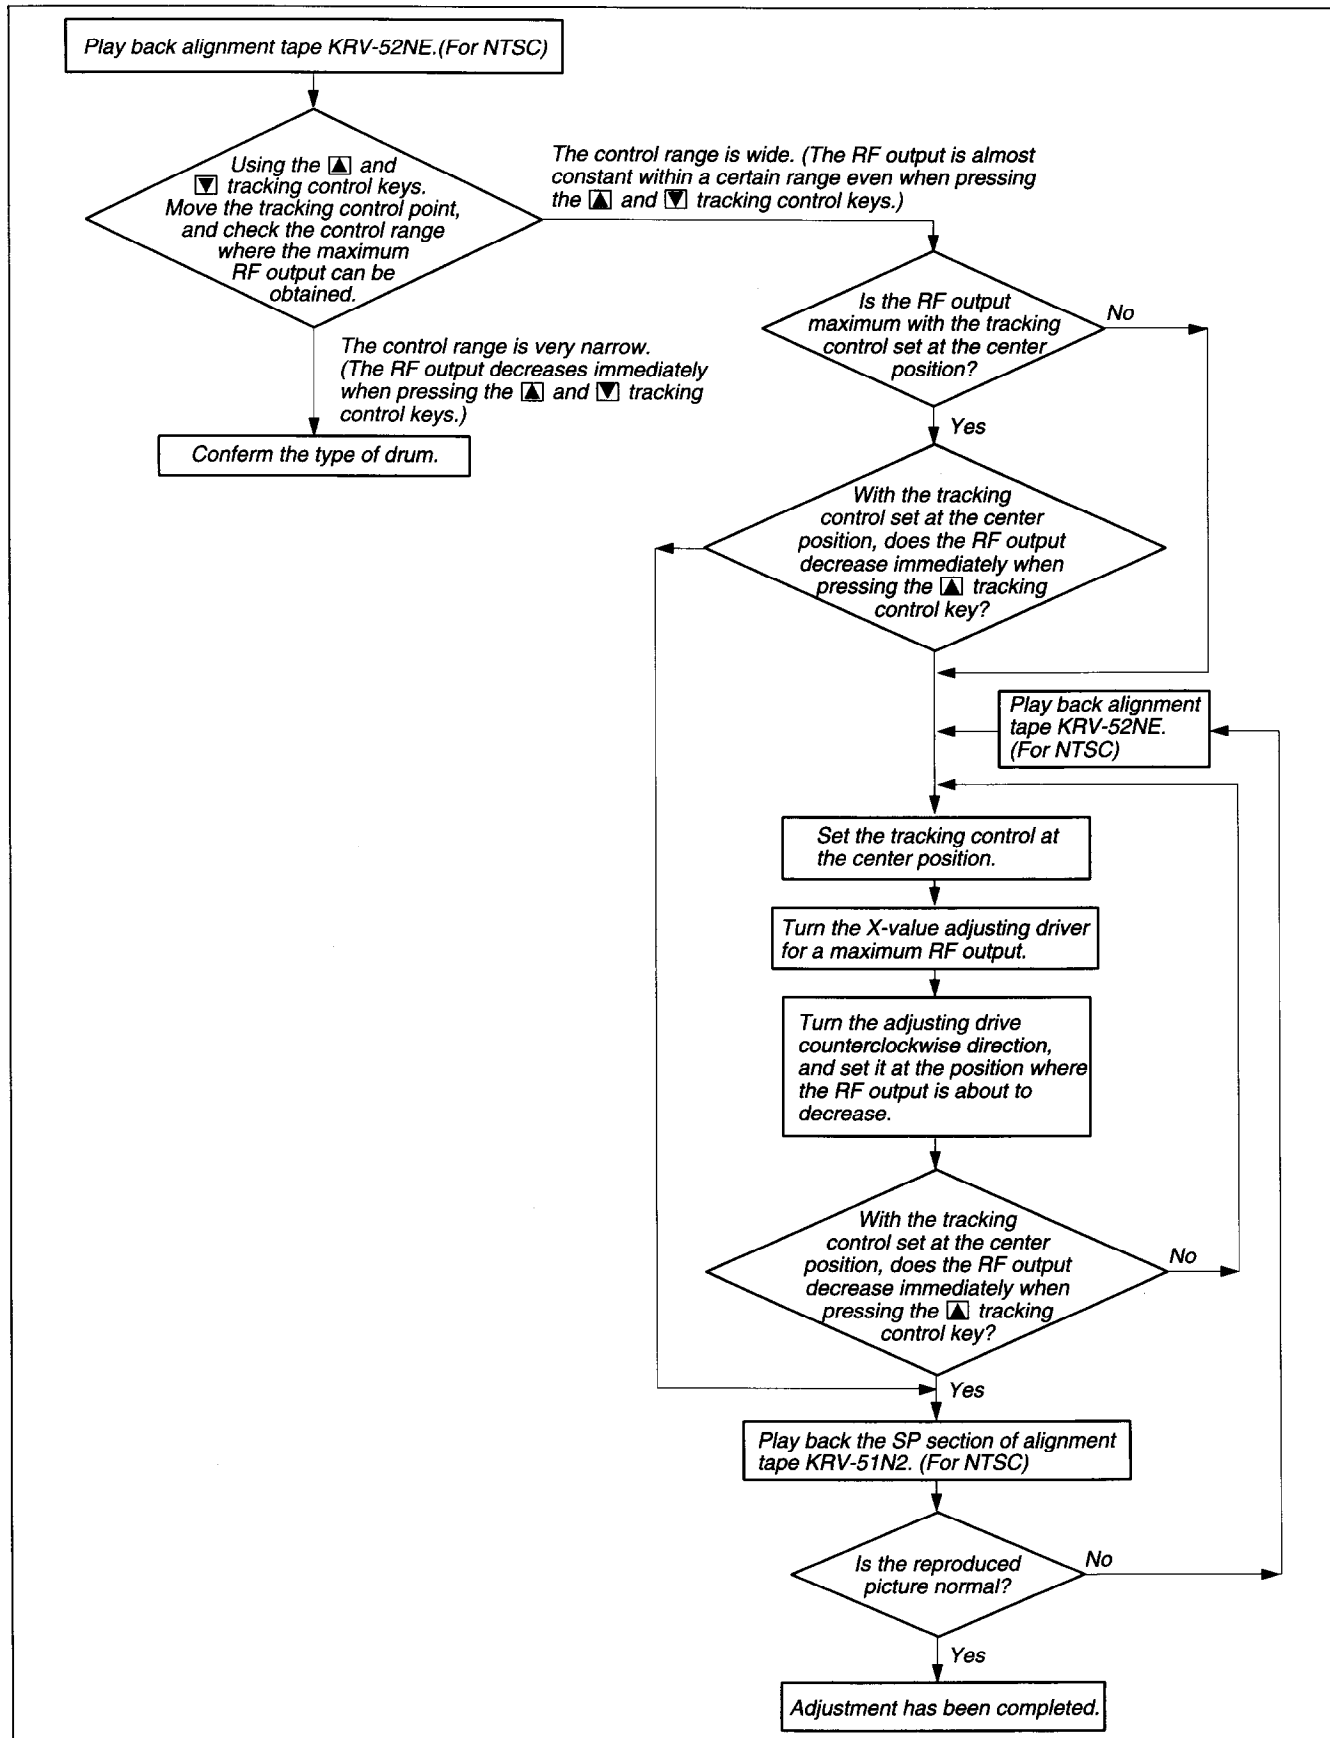 Play back alignment tape KRV-52NE.(For NTSC)
Using the ▲ and
▼ tracking control keys.
Move the tracking control point,
and check the control range
where the maximum
RF output can be
obtained.
The control range is wide. (The RF output is almost
constant within a certain range even when pressing
the ▲ and ▼ tracking control keys.)
The control range is very narrow.
(The RF output decreases immediately
when pressing the ▲ and ▼ tracking
control keys.)
Conferm the type of drum.
Is the RF output
maximum with the tracking
control set at the center
position?
No
Yes
With the tracking
control set at the center
position, does the RF output
decrease immediately when
pressing the ▲ tracking
control key?
Play back alignment
tape KRV-52NE.
(For NTSC)
Set the tracking control at
the center position.
Turn the X-value adjusting driver
for a maximum RF output.
Turn the adjusting drive
counterclockwise direction,
and set it at the position where
the RF output is about to
decrease.
With the tracking
control set at the center
position, does the RF output
decrease immediately when
pressing the ▲ tracking
control key?
No
Yes
Play back the SP section of alignment
tape KRV-51N2. (For NTSC)
Is the reproduced
picture normal?
No
Yes
Adjustment has been completed.